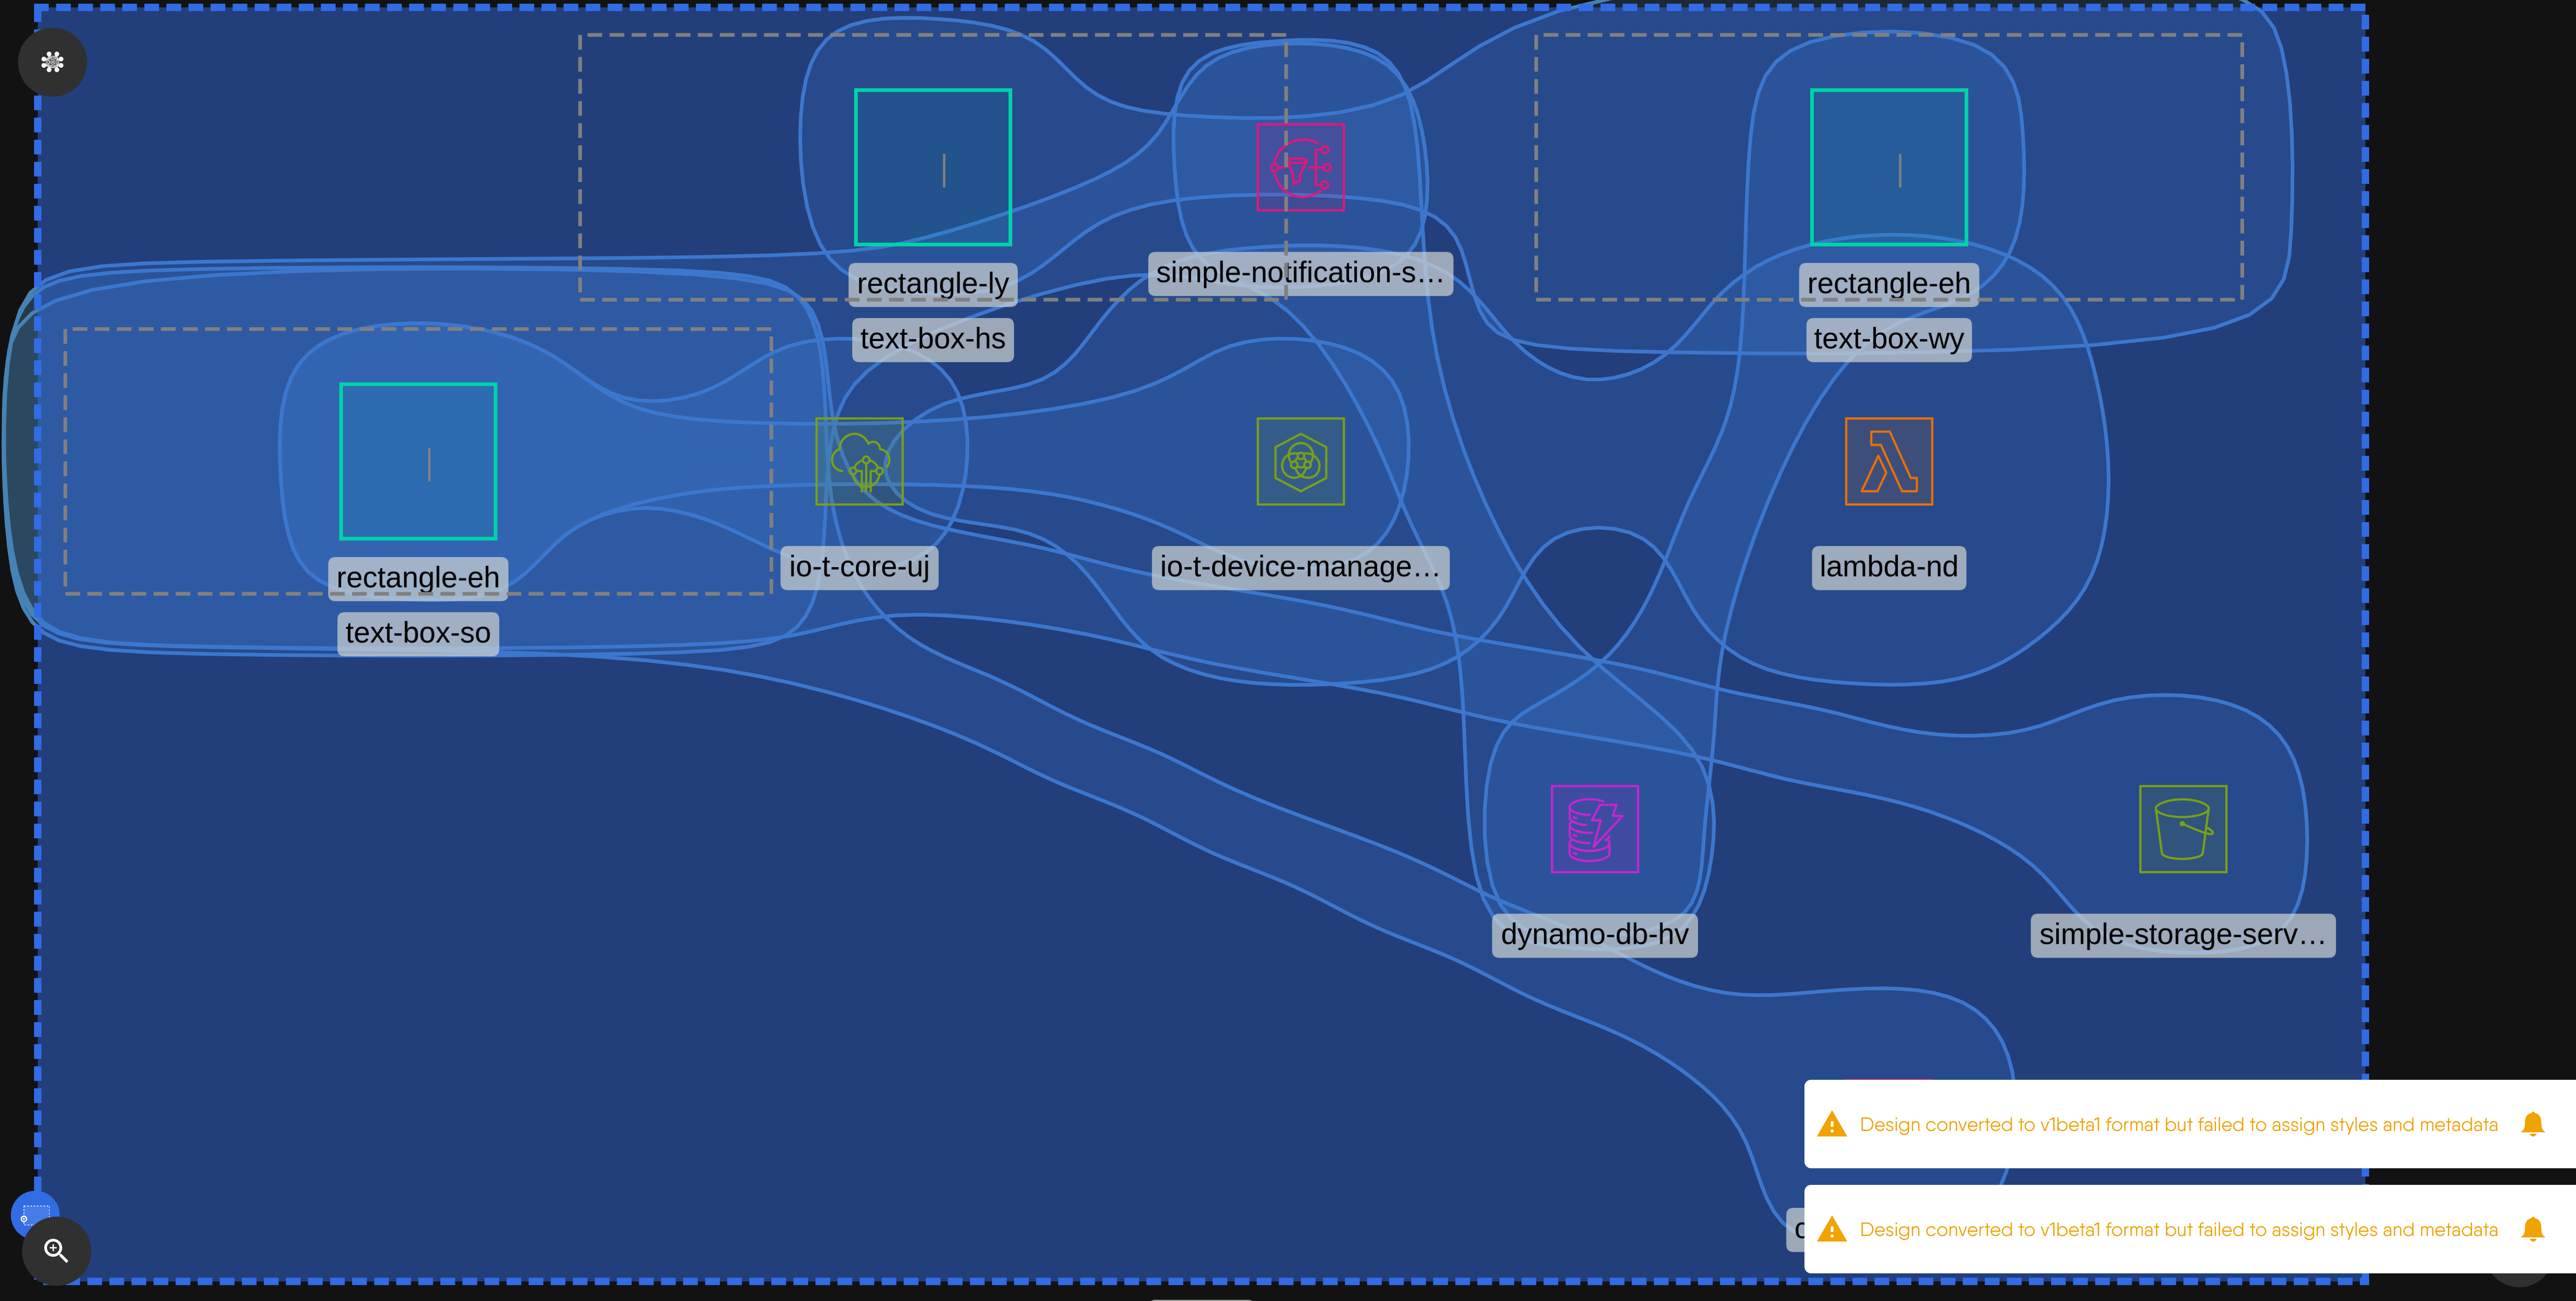 simple-notification-s…
rectangle-ly
rectangle-eh
text-box-hs
text-box-wy
io-t-core-uj
io-t-device-manage…
lambda-nd
rectangle-eh
text-box-so
dynamo-db-hv
simple-storage-serv…
Design converted to v1beta1 format but failed to assign styles and metadata
Design converted to v1beta1 format but failed to assign styles and metadata